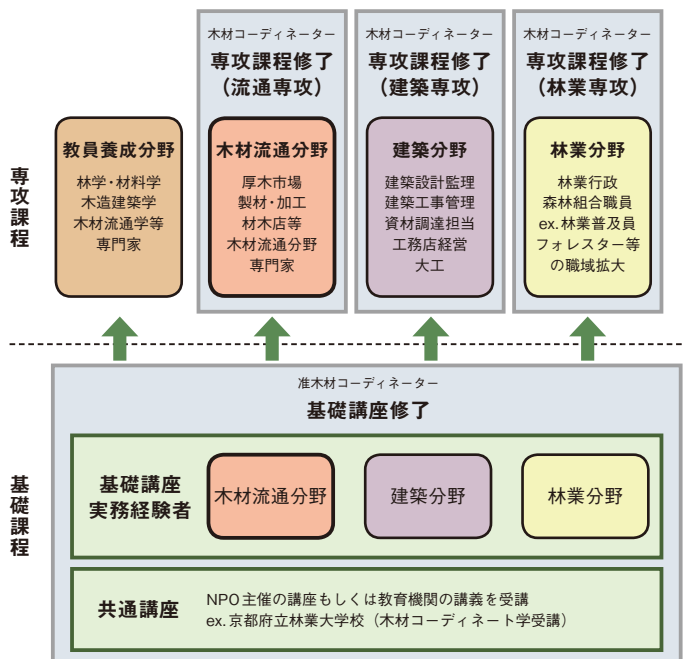 木材コーディネーター
専攻課程修了
（流通専攻）
木材コーディネーター
専攻課程修了
（建築専攻）
木材コーディネーター
専攻課程修了
（林業専攻）
専攻課程
教員養成分野
林学・材料学
木造建築学
木材流通学等
専門家
木材流通分野
厚木市場
製材・加工
材木店等
木材流通分野
専門家
建築分野
建築設計監理
建築工事管理
資材調達担当
工務店経営
大工
林業分野
林業行政
森林組合職員
ex.林業普及員
フォレスター等
の職域拡大
基礎課程
准木材コーディネーター
基礎講座修了
基礎講座
実務経験者
木材流通分野
建築分野
林業分野
共通講座
NPO主催の講座もしくは教育機関の講義を受講
ex.京都府立林業大学校（木材コーディネート学受講）